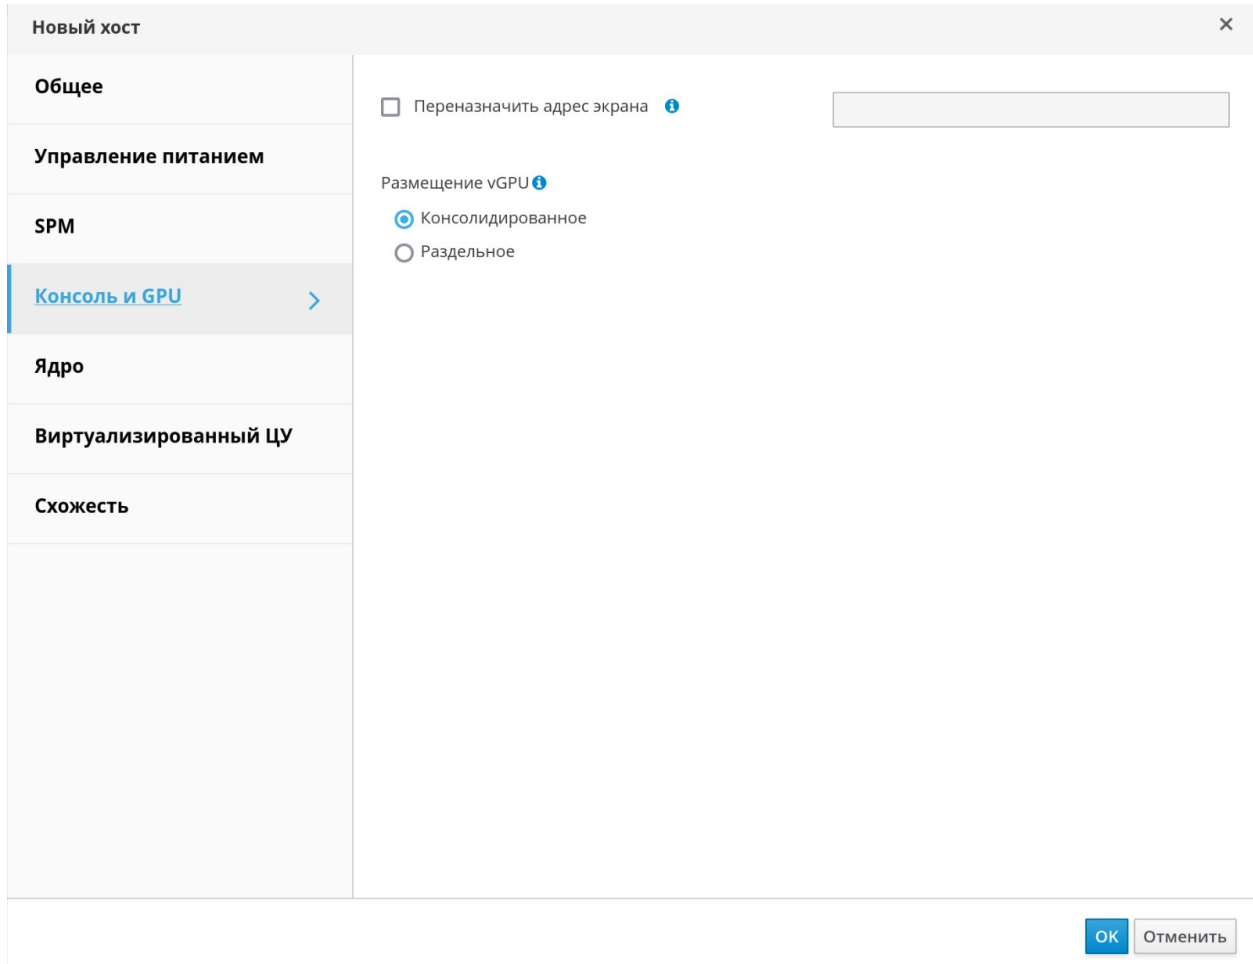 Новый хост
Общее
Управление питанием
SPM
Консоль и GPU
Ядро
Виртуализированный ЦУ
Схожесть
Переназначить адрес экрана
Размещение vGPU
Консолидированное
Раздельное
OK
Отменить